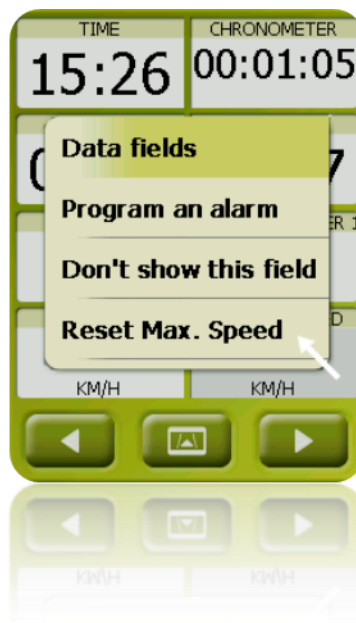 TIME CHRONOMETER
15:26 00:01:05
Data fields
Program an alarm
Don't show this field
Reset Max. Speed
KM/H KM/H